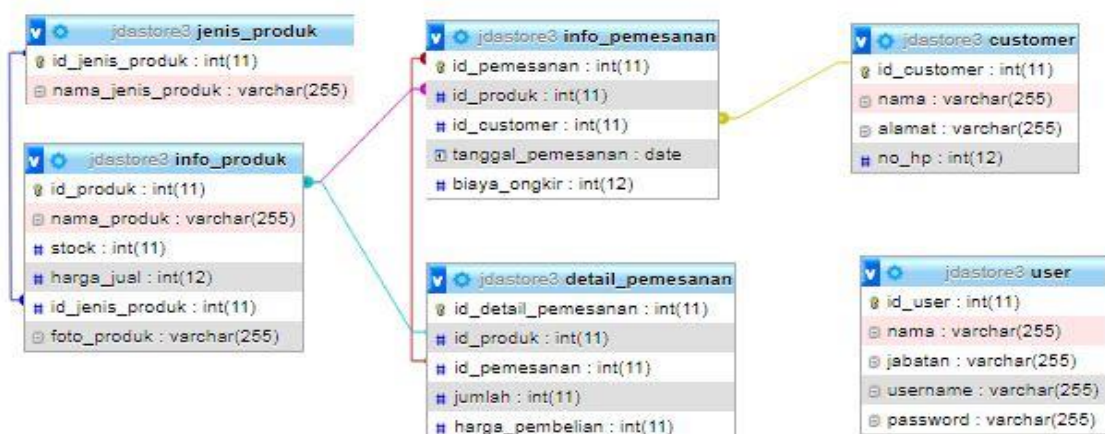 jdastore3 jenis_produk
id_jenis_produk : int(11)
nama_jenis_produk : varchar(255)
jdastore3 info_produk
id_produk : int(11)
nama_produk : varchar(255)
stock : int(11)
harga_jual : int(12)
id_jenis_produk : int(11)
foto_produk : varchar(255)
jdastore3 info_pemesanan
id_pemesanan : int(11)
id_produk : int(11)
id_customer : int(11)
tanggal_pemesanan : date
biaya_ongkir : int(12)
jdastore3 detail_pemesanan
id_detail_pemesanan : int(11)
id_produk : int(11)
id_pemesanan : int(11)
jumlah : int(11)
harga_pembelian : int(11)
jdastore3 customer
id_customer : int(11)
nama : varchar(255)
alamat : varchar(255)
no_hp : int(12)
jdastore3 user
id_user : int(11)
nama : varchar(255)
jabatan : varchar(255)
username : varchar(255)
password : varchar(255)